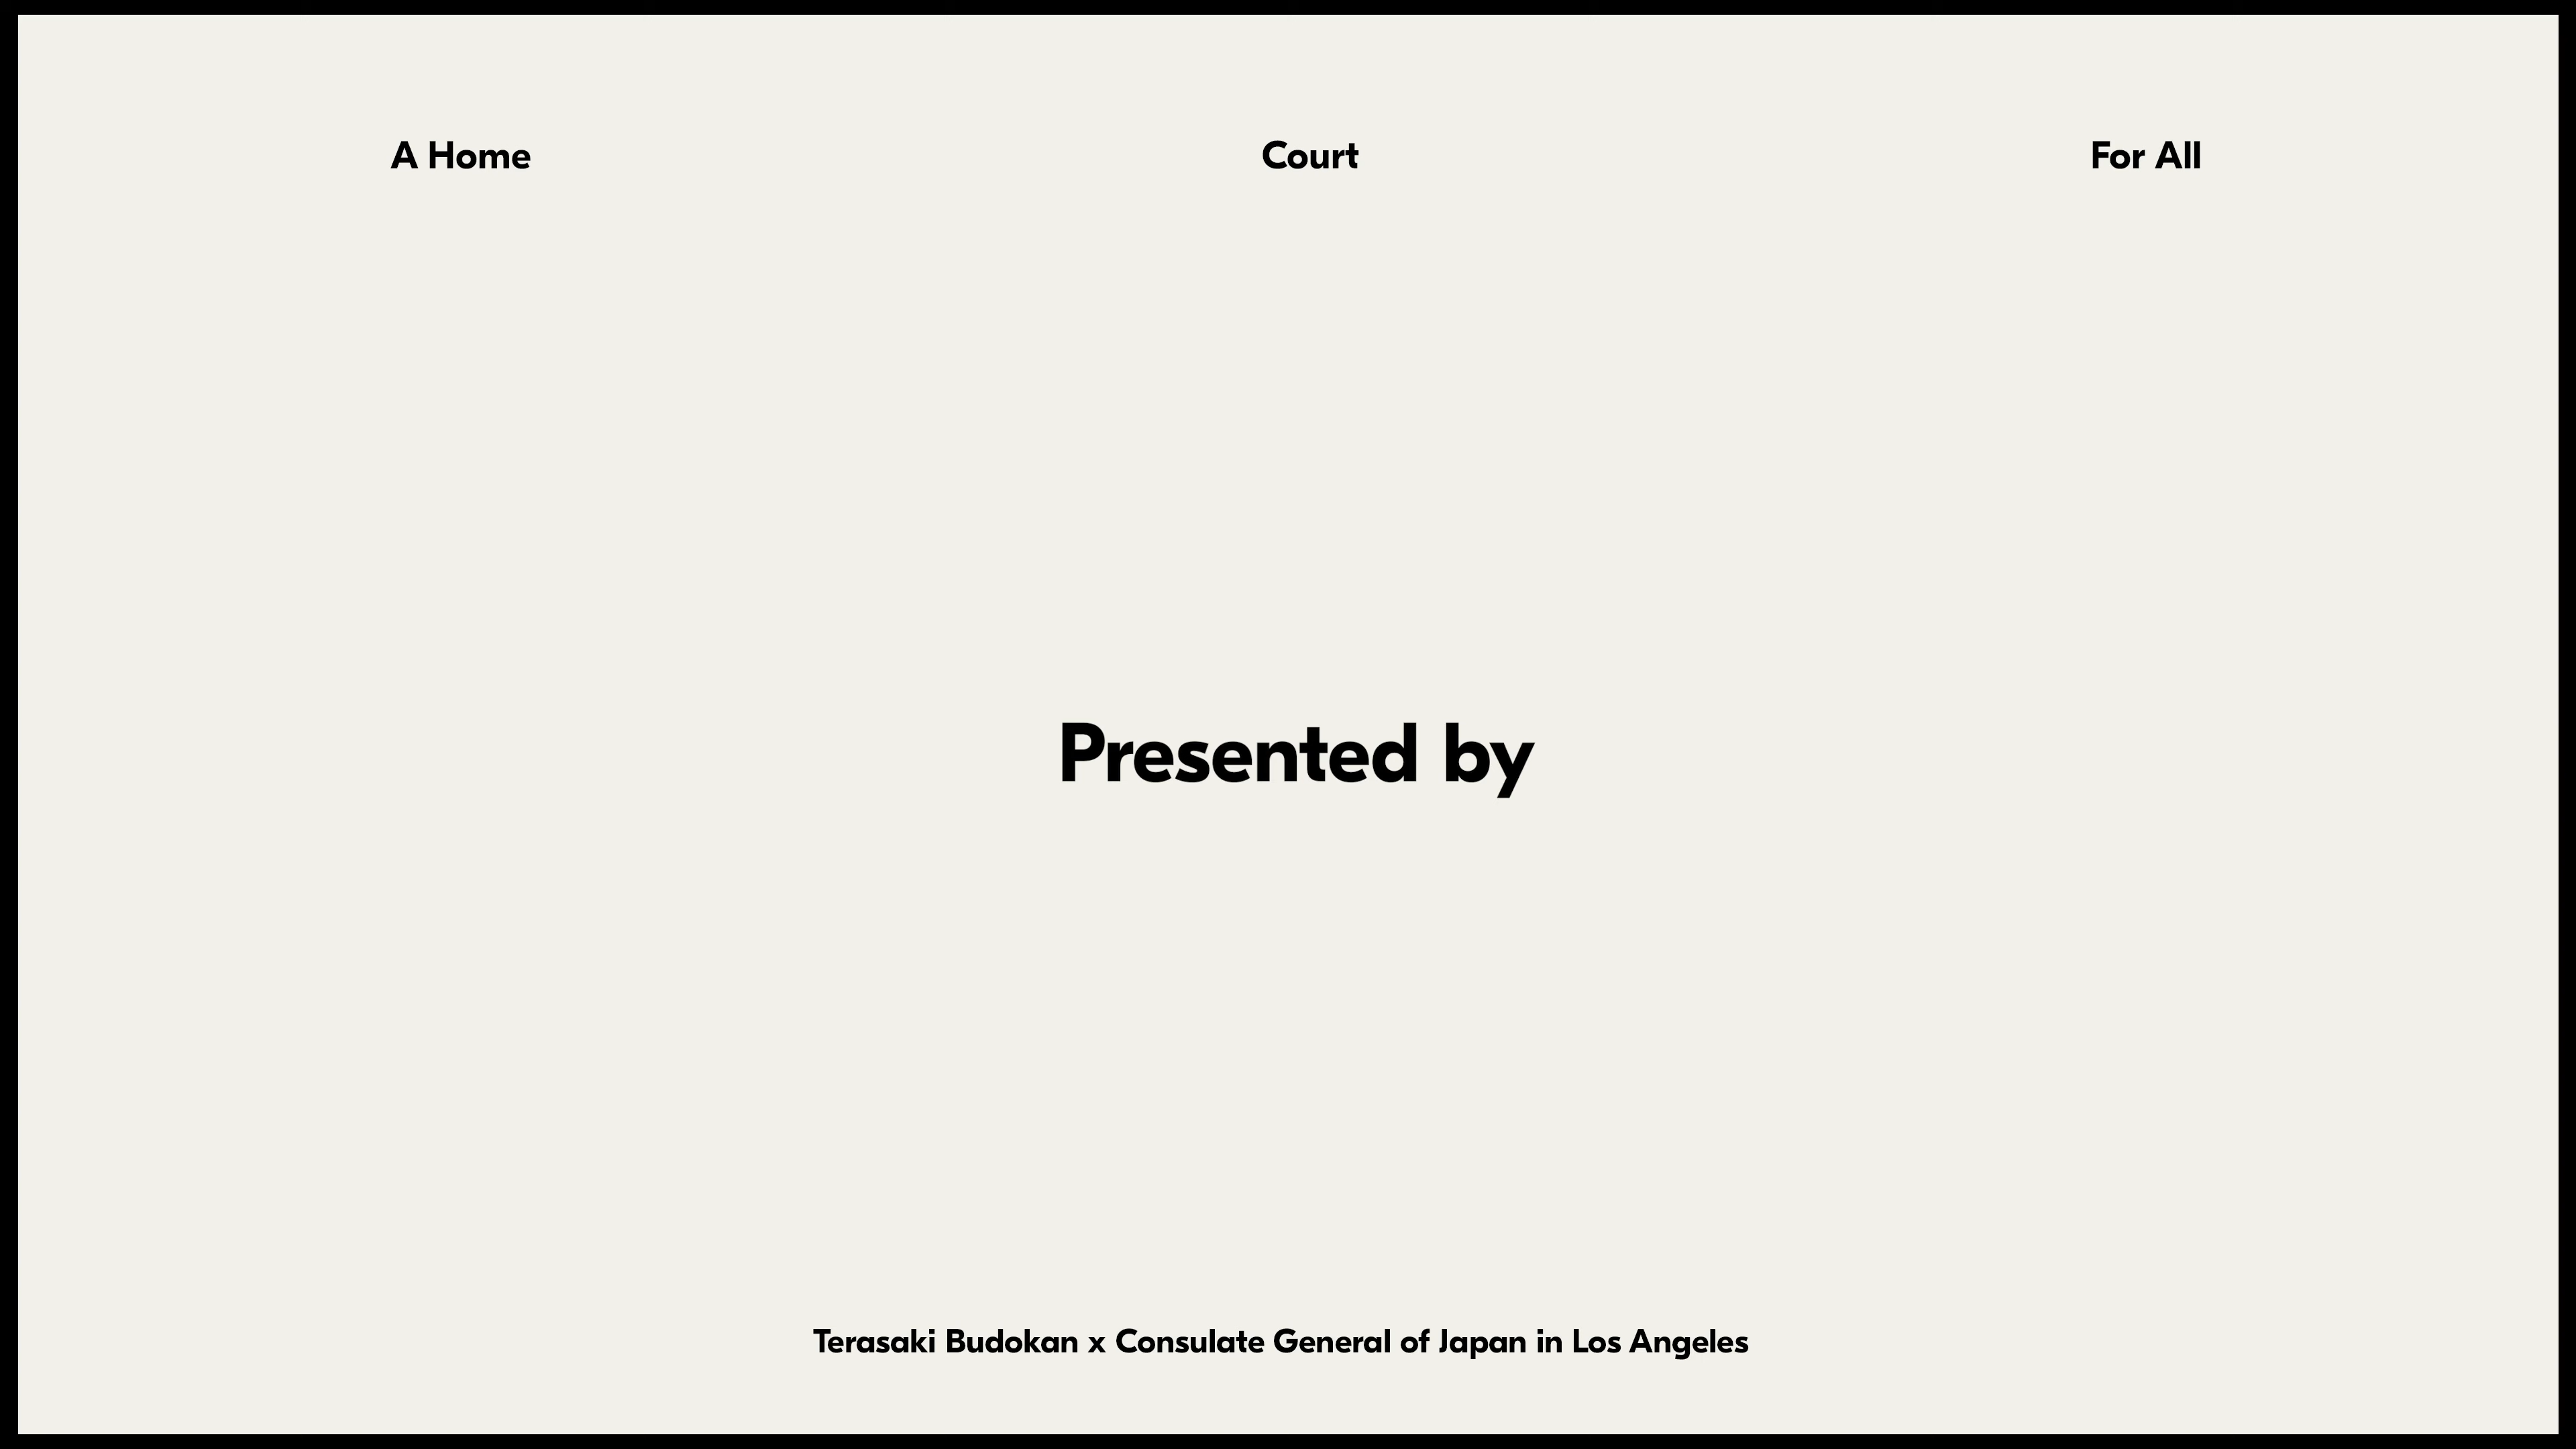 A Home Court For All
Presented by
Terasaki Budokan x Consulate General of Japan in Los Angeles